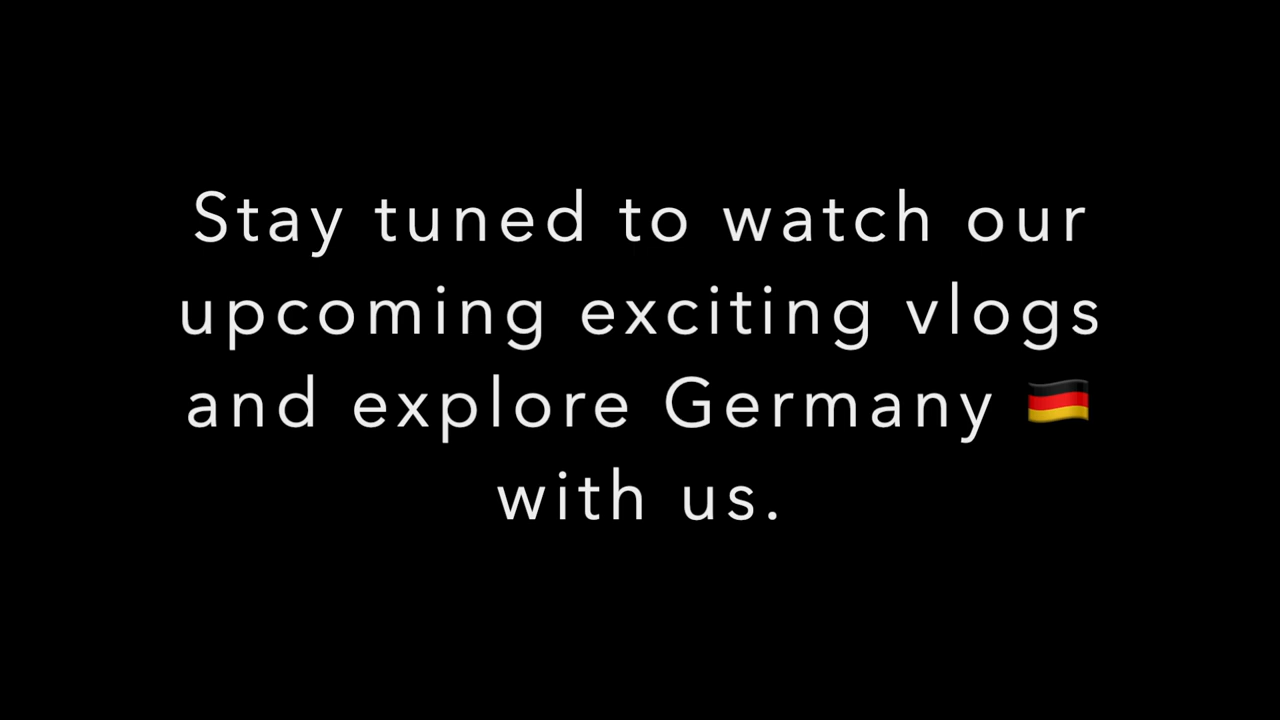 Stay tuned to watch our
upcoming exciting vlogs
and explore Germany 🇩🇪
with us.